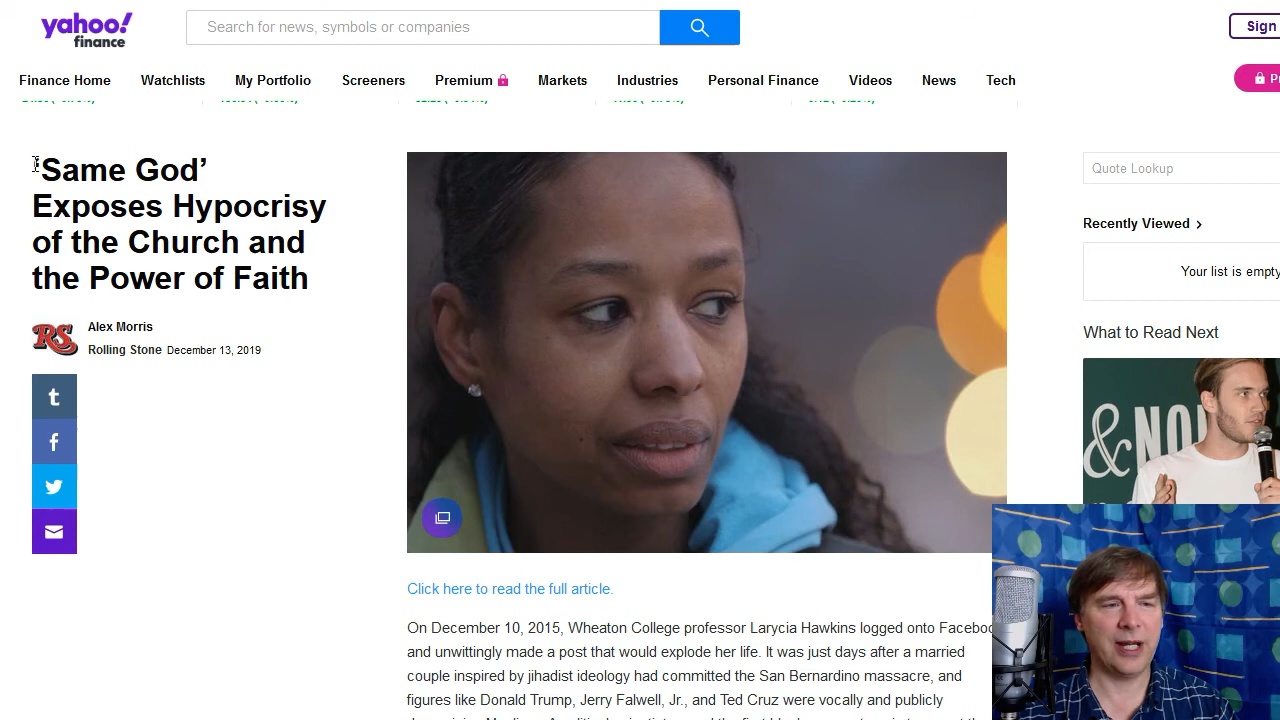 yahoo!
finance
Search for news, symbols or companies
Sign
Finance Home Watchlists My Portfolio Screeners Premium Markets Industries Personal Finance Videos News Tech
‘Same God’
Exposes Hypocrisy
of the Church and
the Power of Faith
RS
Alex Morris
Rolling Stone December 13, 2019
t
f
Click here to read the full article.
On December 10, 2015, Wheaton College professor Larycia Hawkins logged onto Faceboo
and unwittingly made a post that would explode her life. It was just days after a married
couple inspired by jihadist ideology had committed the San Bernardino massacre, and
figures like Donald Trump, Jerry Falwell, Jr., and Ted Cruz were vocally and publicly
Quote Lookup
Recently Viewed >
Your list is empty
What to Read Next
& NO